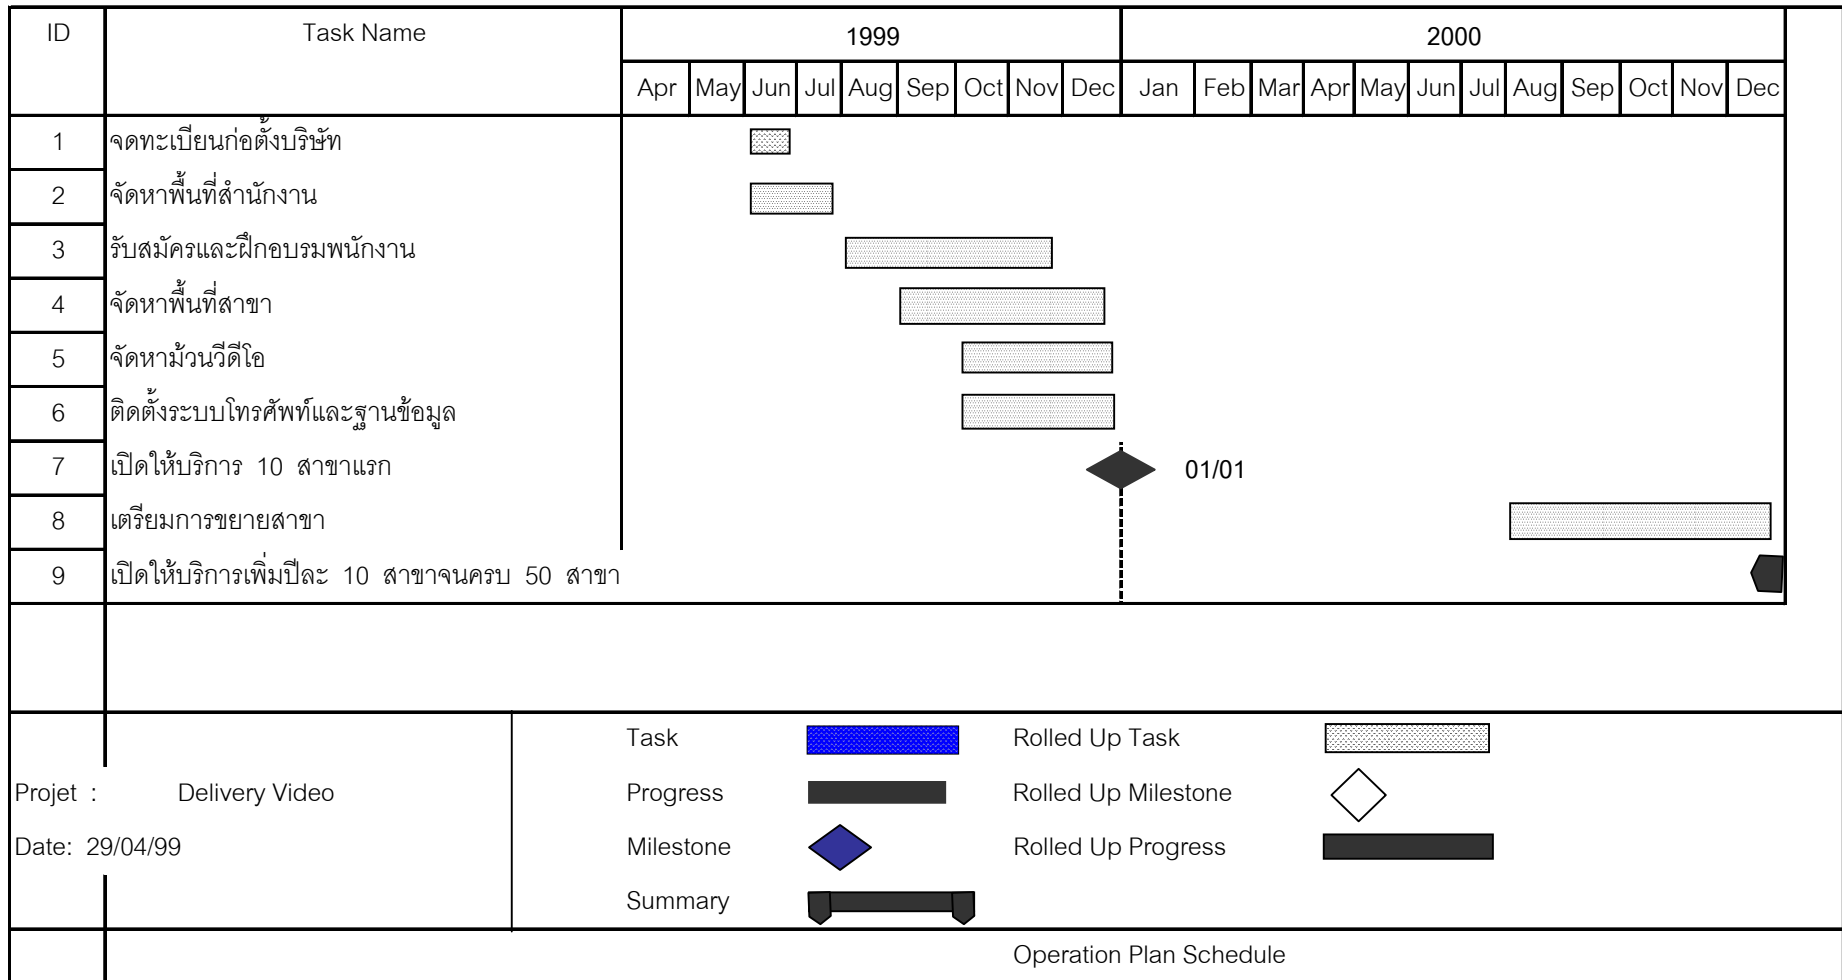 ID Task Name 1999 2000
Apr May Jun Jul Aug Sep Oct Nov Dec Jan Feb Mar Apr May Jun Jul Aug Sep Oct Nov Dec
1 จดทะเบียนก่อตั้งบริษัท
2 จัดหาพื้นที่สำนักงาน
3 รับสมัครและฝึกอบรมพนักงาน
4 จัดหาพื้นที่สาขา
5 จัดหาม้วนวีดีโอ
6 ติดตั้งระบบโทรศัพท์และฐานข้อมูล
7 เปิดให้บริการ 10 สาขาแรก 01/01
8 เตรียมการขยายสาขา
9 เปิดให้บริการเพิ่มปีละ 10 สาขาจนครบ 50 สาขา
Task Rolled Up Task
Projet : Delivery Video Progress Rolled Up Milestone
Date: 29/04/99 Milestone Rolled Up Progress
Summary
Operation Plan Schedule